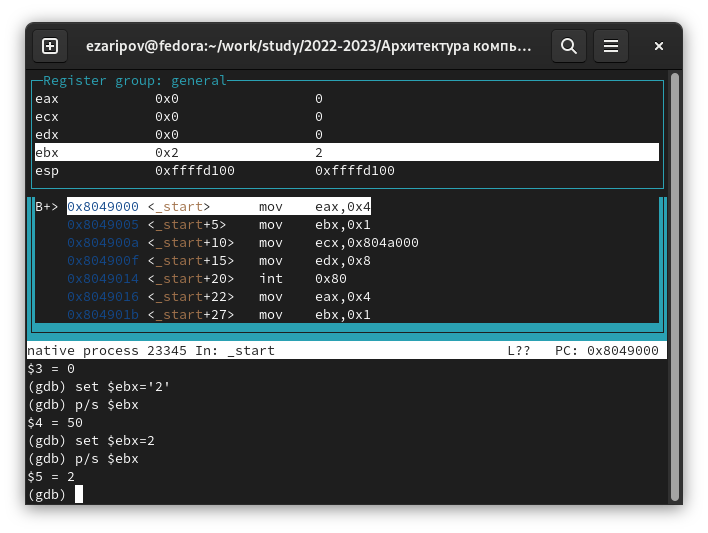 ezaripov@fedora:~/work/study/2022-2023/Архитектура компь…
Register group: general
eax 0x0 0
ecx 0x0 0
edx 0x0 0
ebx 0x2 2
esp 0xffffd100 0xffffd100
B+> 0x8049000 <_start> mov eax,0x4
0x8049005 <_start+5> mov ebx,0x1
0x804900a <_start+10> mov ecx,0x804a000
0x804900f <_start+15> mov edx,0x8
0x8049014 <_start+20> int 0x80
0x8049016 <_start+22> mov eax,0x4
0x804901b <_start+27> mov ebx,0x1
native process 23345 In: _start L?? PC: 0x8049000
$3 = 0
(gdb) set $ebx='2'
(gdb) p/s $ebx
$4 = 50
(gdb) set $ebx=2
(gdb) p/s $ebx
$5 = 2
(gdb)